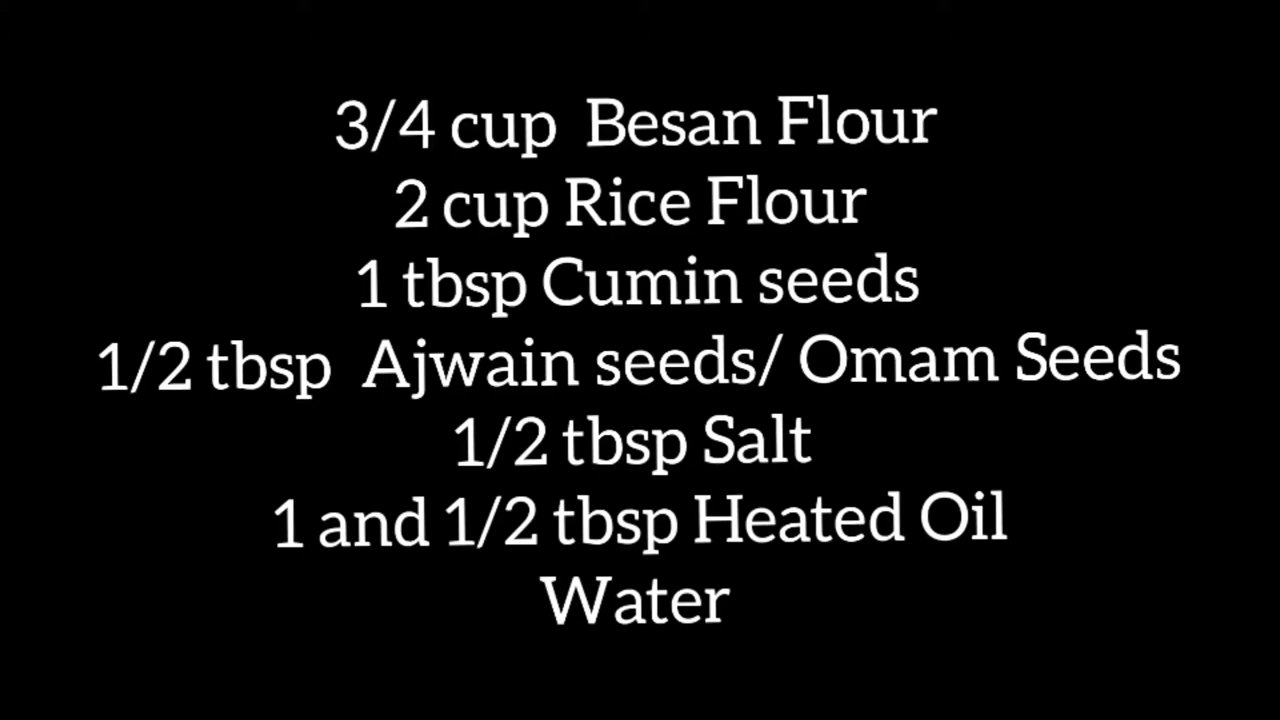 3/4 cup  Besan Flour
2 cup Rice Flour
1 tbsp Cumin seeds
1/2 tbsp  Ajwain seeds/ Omam Seeds
1/2 tbsp Salt
1 and 1/2 tbsp Heated Oil
Water